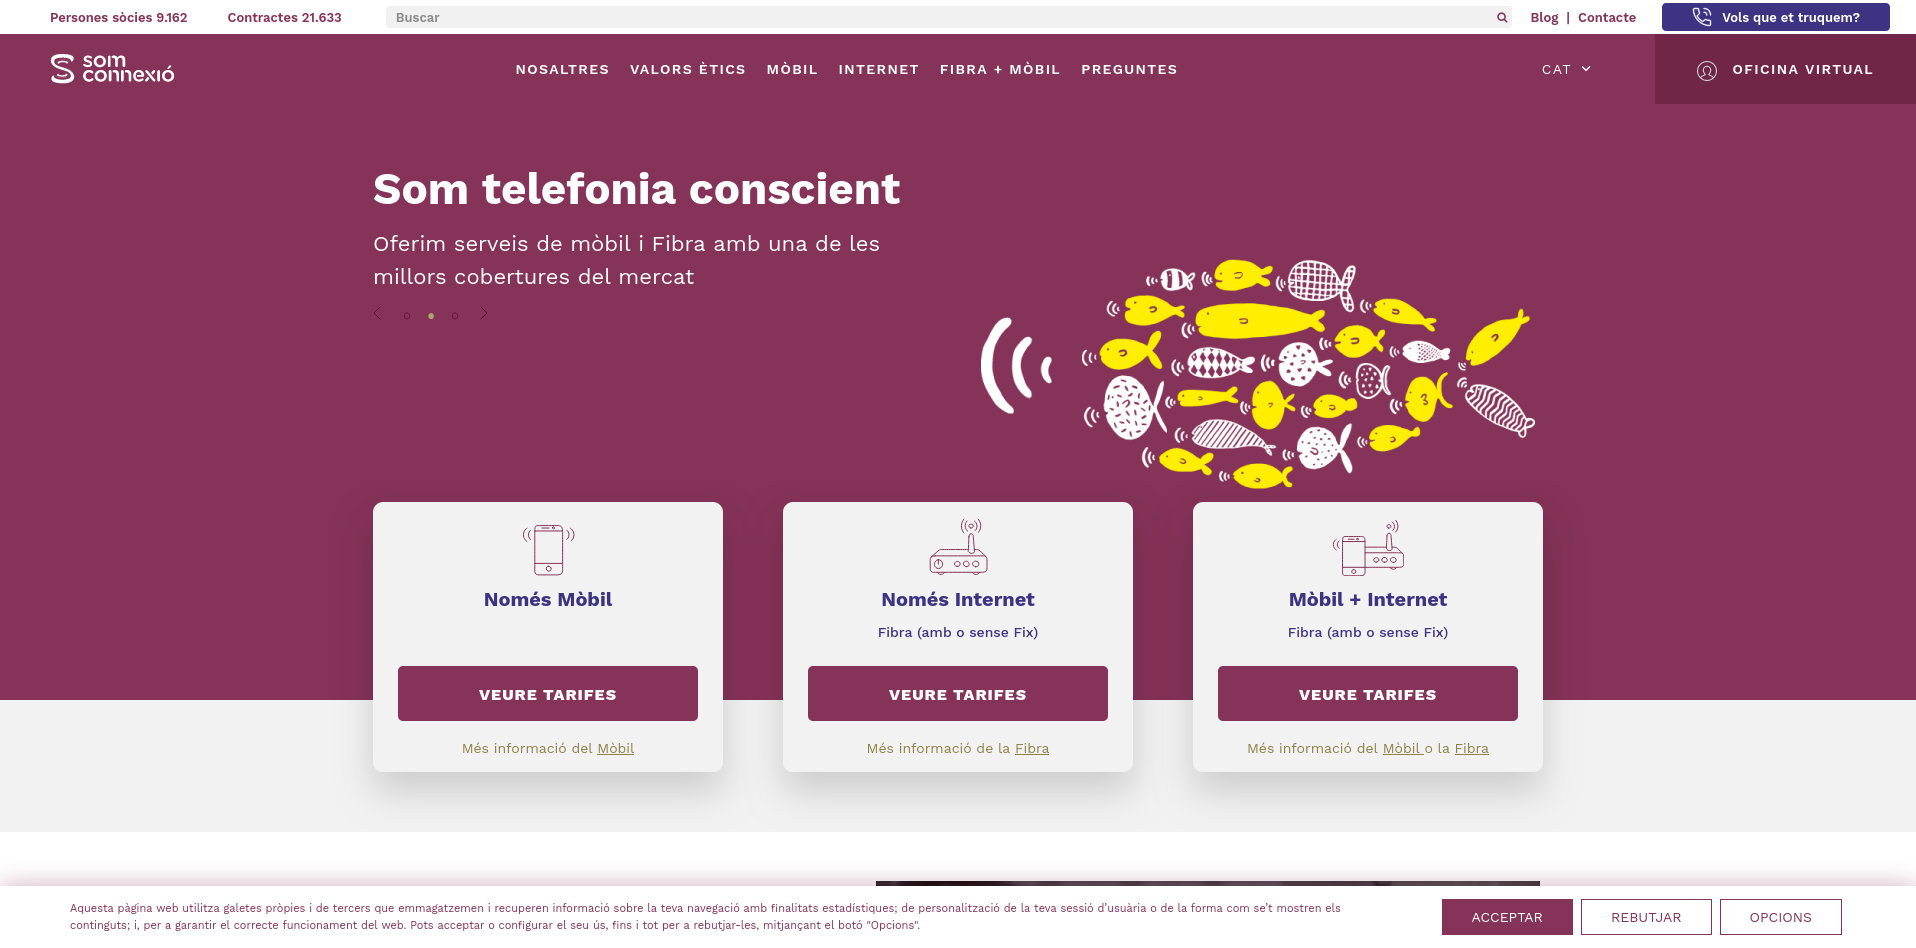 Persones sòcies 9.162
Contractes 21.633
Buscar
Blog | Contacte
Vols que et truquem?
som connexió
NOSALTRES
VALORS ÈTICS
MÒBIL
INTERNET
FIBRA + MÒBIL
PREGUNTES
CAT
OFICINA VIRTUAL
Som telefonia conscient
Oferim serveis de mòbil i Fibra amb una de les
millors cobertures del mercat
Només Mòbil
VEURE TARIFES
Més informació del Mòbil
Només Internet
Fibra (amb o sense Fix)
VEURE TARIFES
Més informació de la Fibra
Mòbil + Internet
Fibra (amb o sense Fix)
VEURE TARIFES
Més informació del Mòbil o la Fibra
Aquesta pàgina web utilitza galetes pròpies i de tercers que emmagatzemen i recuperen informació sobre la teva navegació amb finalitats estadístiques; de personalització de la teva sessió d’usuària o de la forma com se’t mostren els
continguts; i, per a garantir el correcte funcionament del web. Pots acceptar o configurar el seu ús, fins i tot per a rebutjar-les, mitjançant el botó "Opcions".
ACCEPTAR
REBUTJAR
OPCIONS